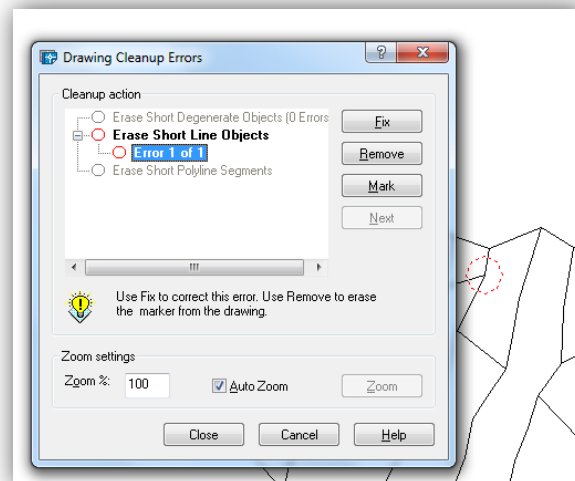 Drawing Cleanup Errors
?
Cleanup action
Erase Short Degenerate Objects (0 Errors
Erase Short Line Objects
Error 1 of 1
Erase Short Polyline Segments
Fix
Remove
Mark
Next
Use Fix to correct this error. Use Remove to erase
the marker from the drawing.
Zoom settings
Zoom %: 100
Auto Zoom
Zoom
Close
Cancel
Help